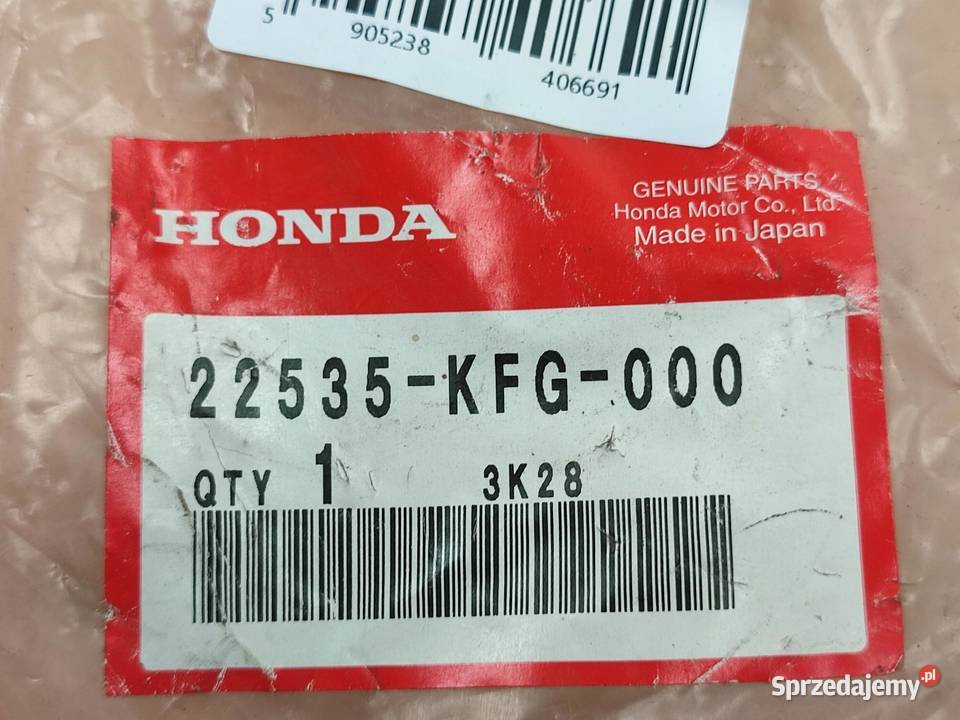 5 905238 406691
HONDA
GENUINE PARTS
Honda Motor Co., Ltd.
Made in Japan
22535-KFG-000
QTY 1 3K28
Sprzedajemy.pl